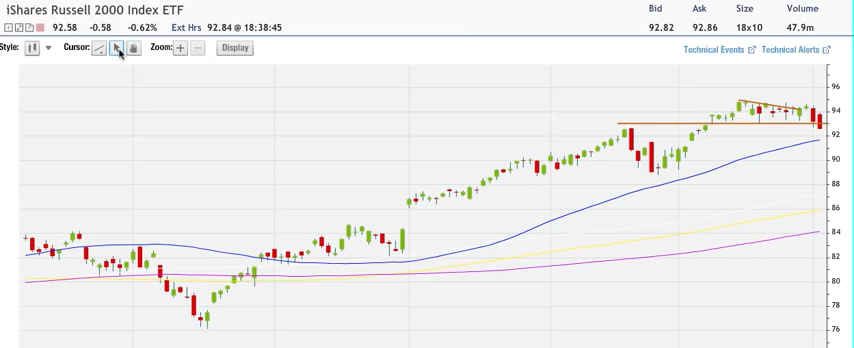 iShares Russell 2000 Index ETF
Bid Ask Size Volume
92.58 -0.58 -0.62% Ext Hrs 92.84 @ 18:38:45 92.82 92.86 18x10 47.9m
Style: Cursor: Zoom: Display Technical Events Technical Alerts
96
94
92
90
88
86
84
82
80
78
76